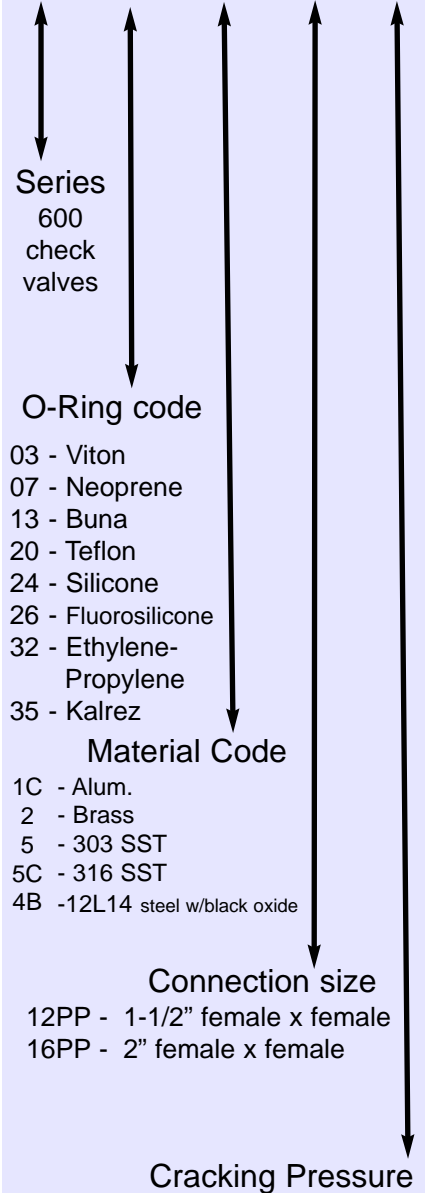 Series
600
check
valves
O-Ring code
03 - Viton
07 - Neoprene
13 - Buna
20 - Teflon
24 - Silicone
26 - Fluorosilicone
32 - Ethylene-
Propylene
35 - Kalrez
Material Code
1C - Alum.
2 - Brass
5 - 303 SST
5C - 316 SST
4B -12L14 steel w/black oxide
Connection size
12PP - 1-1/2” female x female
16PP - 2” female x female
Cracking Pressure